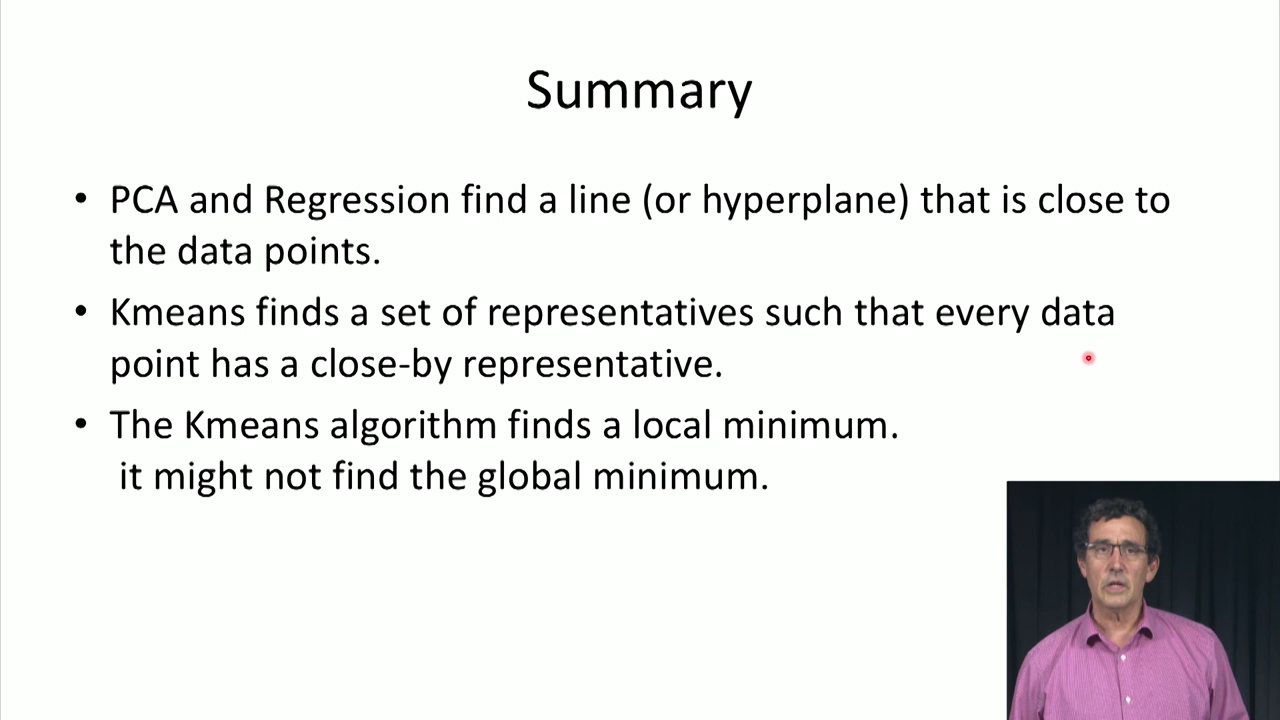 Summary
• PCA and Regression find a line (or hyperplane) that is close to
the data points.
• Kmeans finds a set of representatives such that every data
point has a close-by representative.
• The Kmeans algorithm finds a local minimum.
it might not find the global minimum.